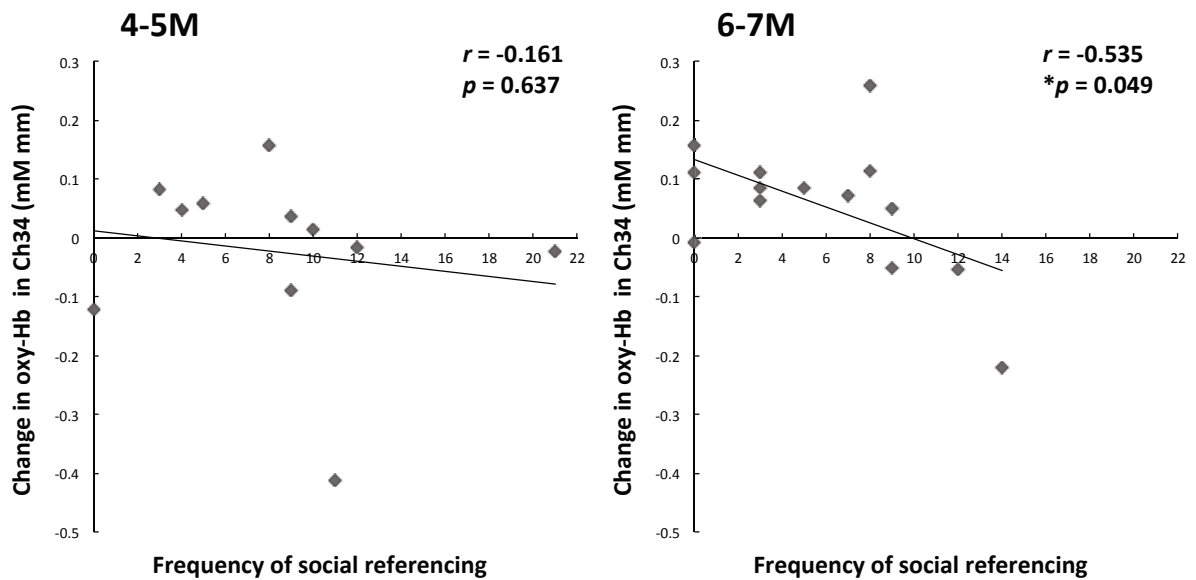 4-5M
r = -0.161
p = 0.637
Change in oxy-Hb in Ch34 (mM mm)
0.3
0.2
0.1
0
-0.1
-0.2
-0.3
-0.4
-0.5
0 2 4 6 8 10 12 14 16 18 20 22
Frequency of social referencing
6-7M
r = -0.535
*p = 0.049
Change in oxy-Hb in Ch34 (mM mm)
0.3
0.2
0.1
0
-0.1
-0.2
-0.3
-0.4
-0.5
0 2 4 6 8 10 12 14 16 18 20 22
Frequency of social referencing